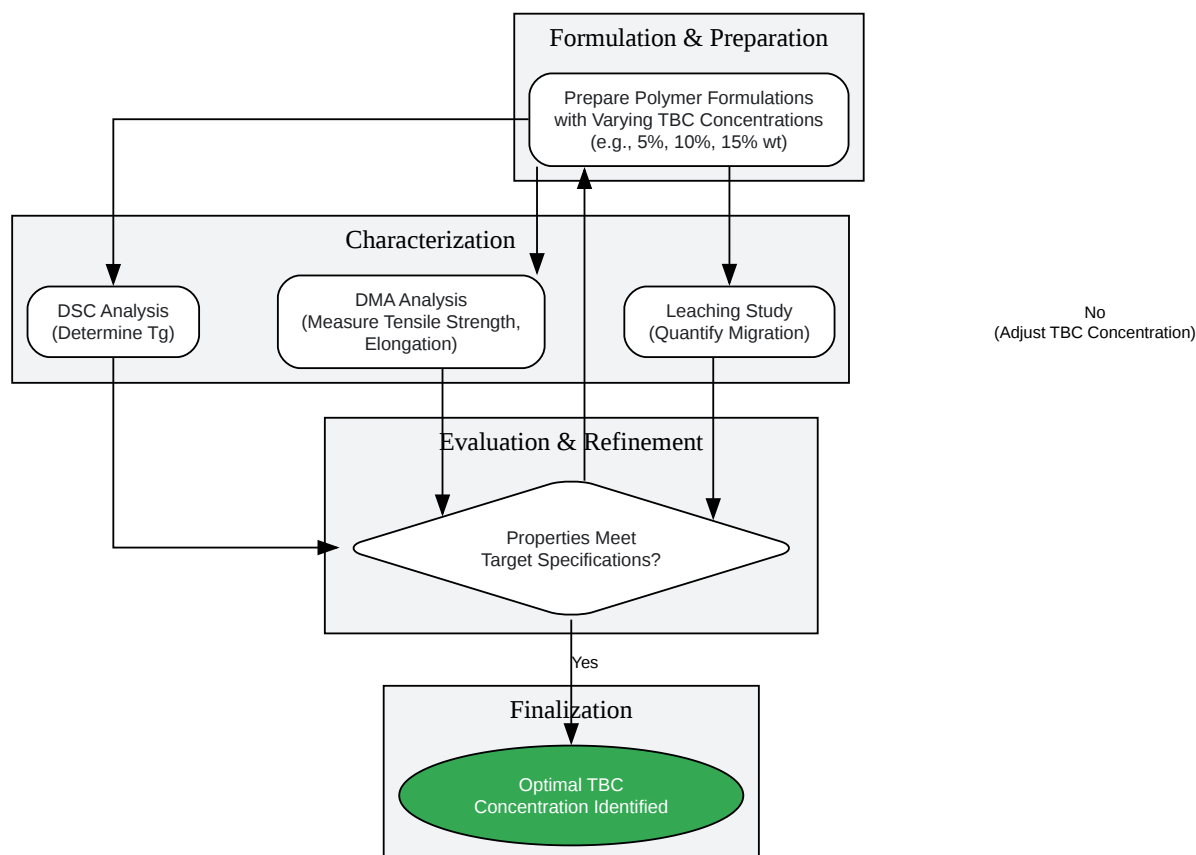 Formulation & Preparation
Prepare Polymer Formulations
with Varying TBC Concentrations
(e.g., 5%, 10%, 15% wt)
Characterization
DSC Analysis
(Determine Tg)
DMA Analysis
(Measure Tensile Strength,
Elongation)
Leaching Study
(Quantify Migration)
No
(Adjust TBC Concentration)
Evaluation & Refinement
Properties Meet
Target Specifications?
Yes
Finalization
Optimal TBC
Concentration Identified